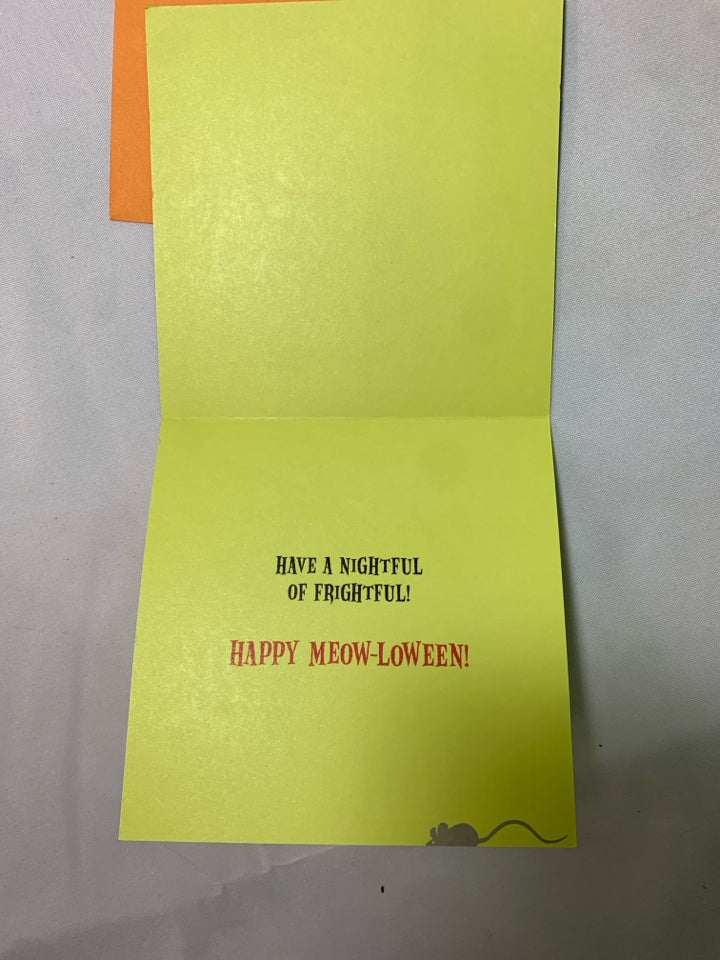 HAVE A NIGHTFUL
OF FRIGHTFUL!
HAPPY MEOW-LOWEEN!